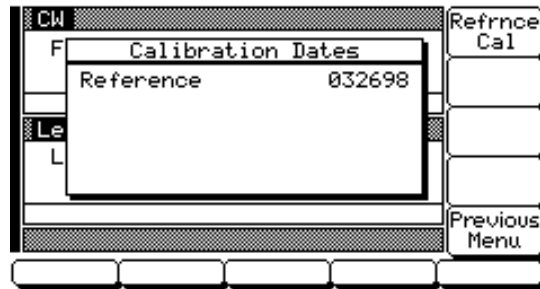 CW
F
Calibration Dates
Reference 032698
Le
L
Refrnce
Cal
Previous
Menu